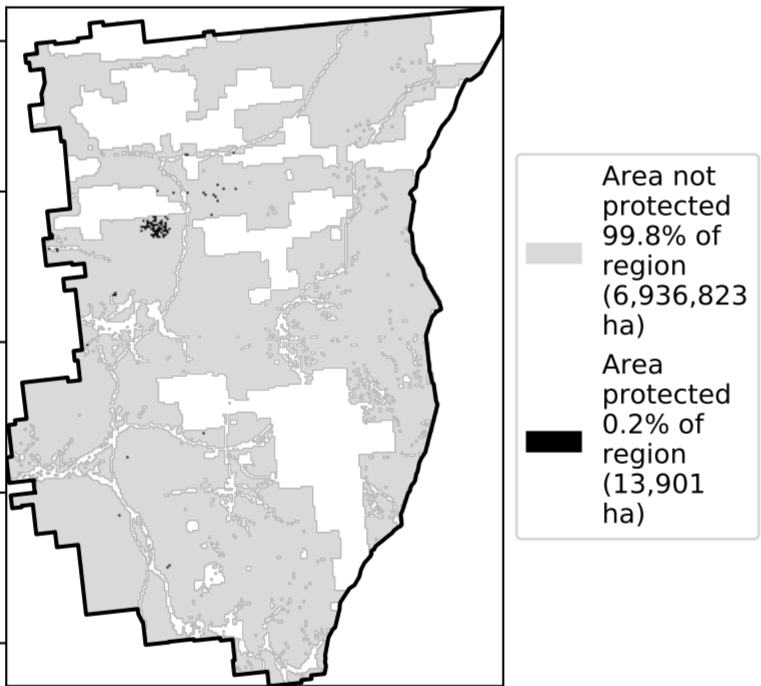 Area not
protected
99.8% of
region
(6,936,823
ha)
Area
protected
0.2% of
region
(13,901
ha)